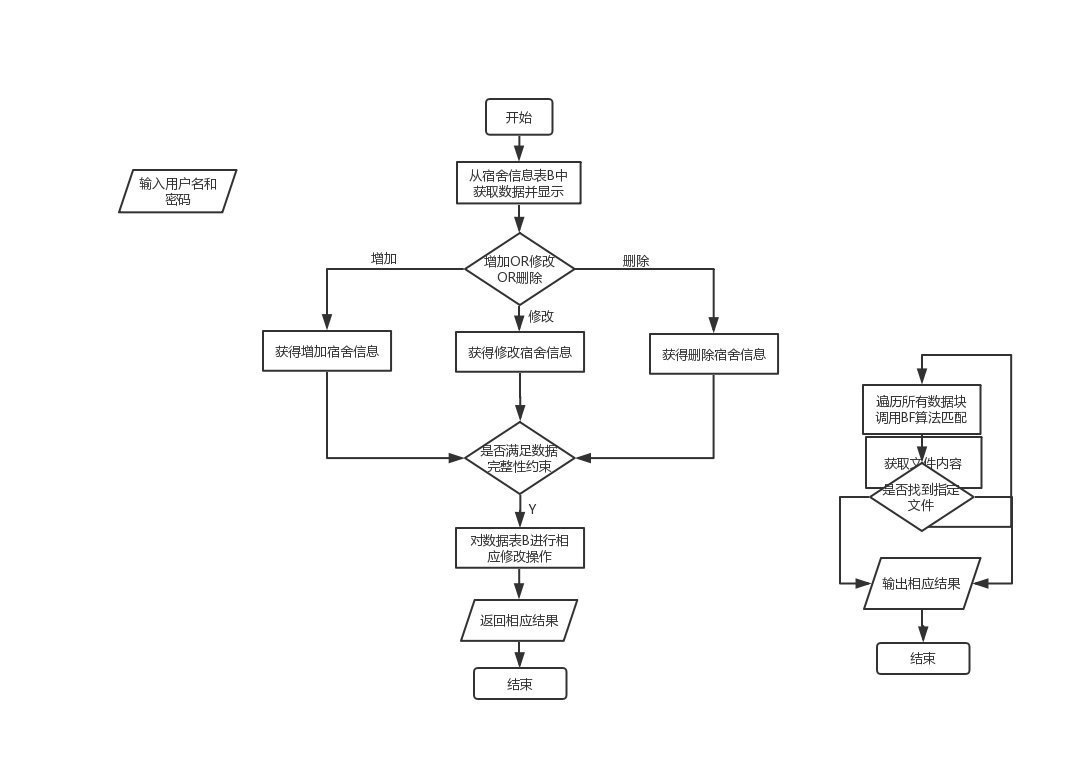 开始
从宿舍信息表B中
获取数据并显示
输入用户名和
密码
增加
增加OR修改
OR删除
删除
修改
获得增加宿舍信息
获得修改宿舍信息
获得删除宿舍信息
是否满足数据
完整性约束
Y
对数据表B进行相
应修改操作
返回相应结果
结束
遍历所有数据块
调用BF算法匹配
获取文件内容
是否找到指定
文件
输出相应结果
结束